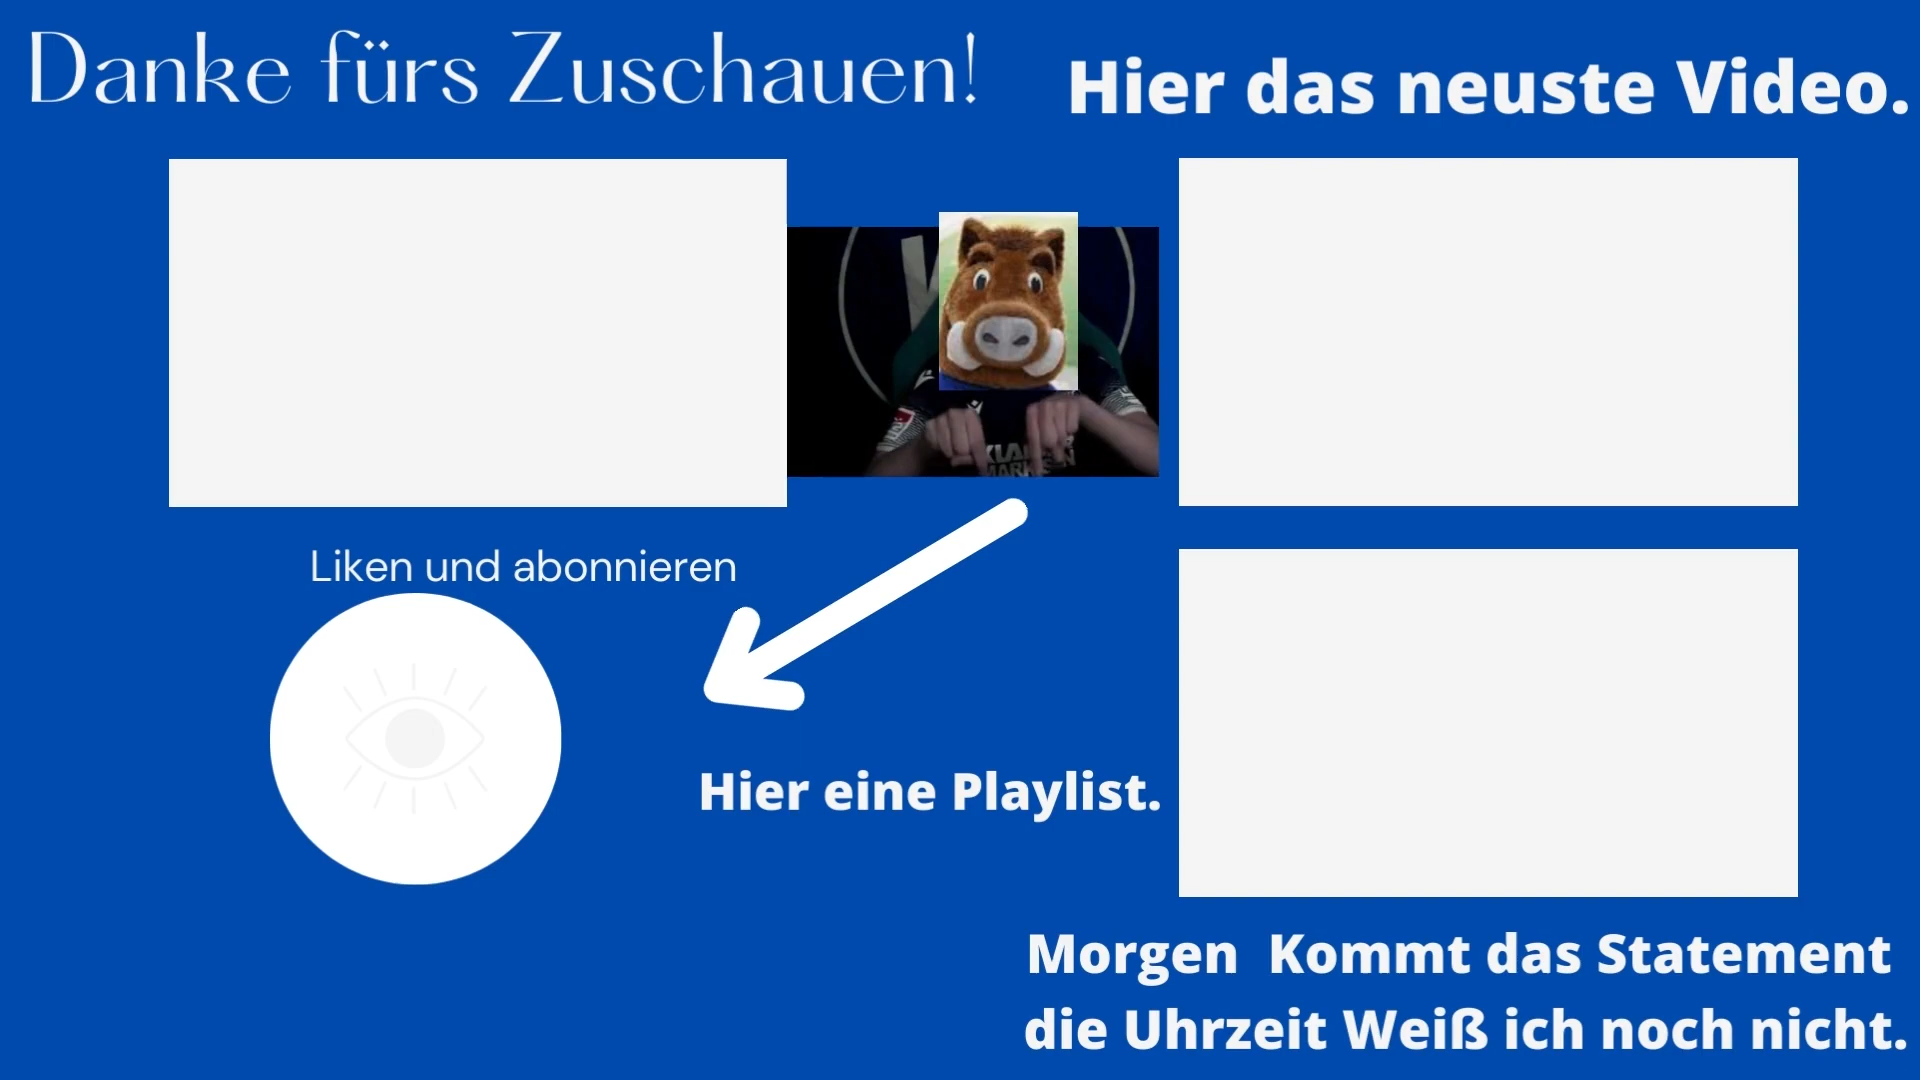 Danke fürs Zuschauen!
Hier das neuste Video.
Liken und abonnieren
Hier eine Playlist.
Morgen  Kommt das Statement
die Uhrzeit Weiß ich noch nicht.